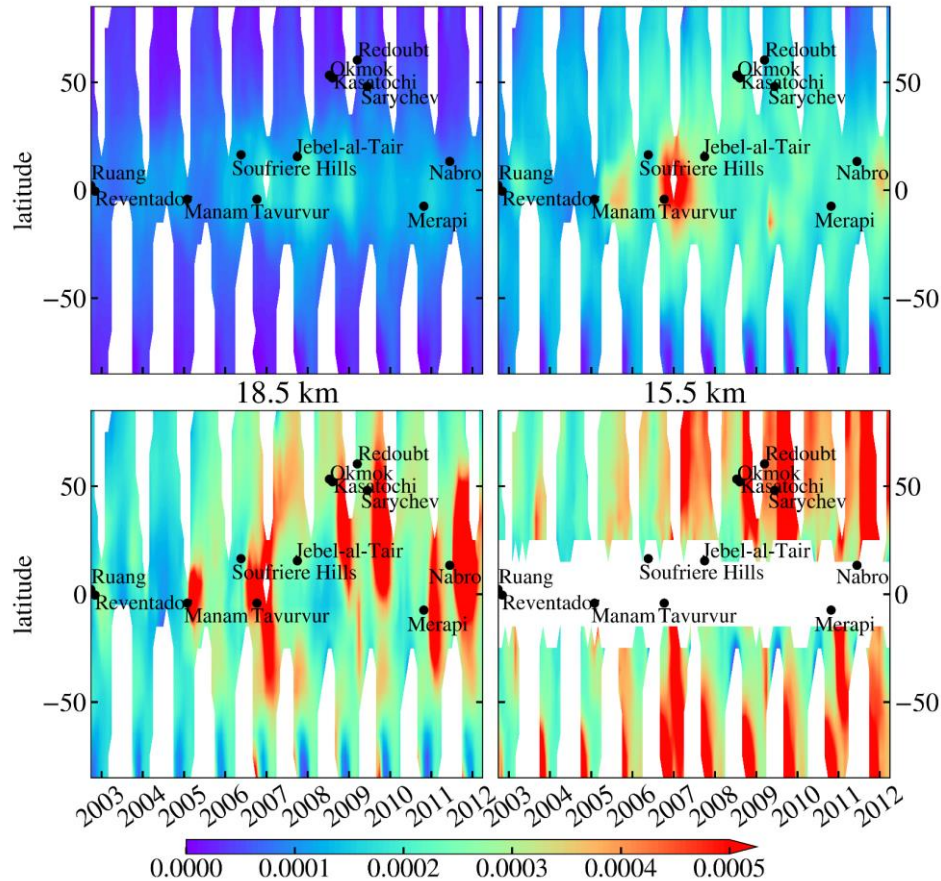 Redoubt
Okmok
Kasatochi
Sarychev
Jebel-al-Tair
Soufriere Hills
Ruang
Reventador
Manam Tavurvur
Nabro
Merapi
latitude
50
0
−50
Redoubt
Okmok
Kasatochi
Sarychev
Jebel-al-Tair
Soufriere Hills
Ruang
Reventador
Manam Tavurvur
Nabro
Merapi
50
0
−50
18.5 km
15.5 km
Redoubt
Okmok
Kasatochi
Sarychev
Jebel-al-Tair
Soufriere Hills
Ruang
Reventador
Manam Tavurvur
Nabro
Merapi
latitude
50
0
−50
Redoubt
Okmok
Kasatochi
Sarychev
Jebel-al-Tair
Soufriere Hills
Ruang
Reventador
Manam Tavurvur
Nabro
Merapi
50
0
−50
2003 2004 2005 2006 2007 2008 2009 2010 2011 2012
2003 2004 2005 2006 2007 2008 2009 2010 2011 2012
0.0000 0.0001 0.0002 0.0003 0.0004 0.0005